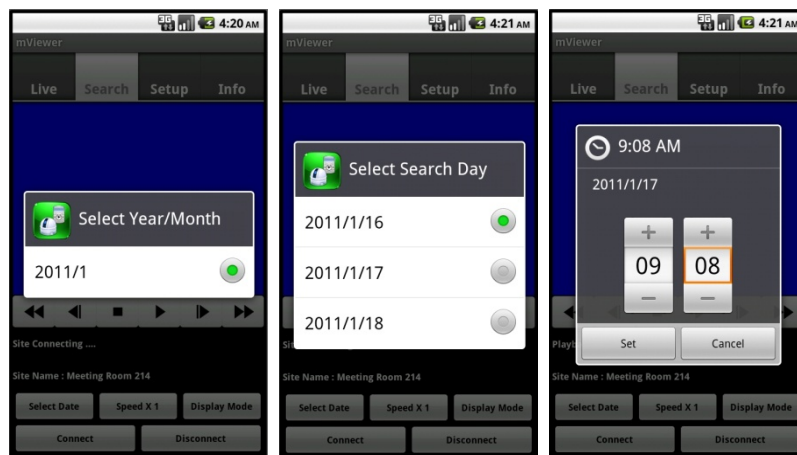 3G 4:20 AM
mViewer
Live Search Setup Info
Select Year/Month
2011/1
Site Connecting ....
Site Name : Meeting Room 214
Select Date Speed X 1 Display Mode
Connect Disconnect
3G 4:21 AM
mViewer
Live Search Setup Info
Select Search Day
2011/1/16
2011/1/17
2011/1/18
Site Name : Meeting Room 214
Select Date Speed X 1 Display Mode
Connect Disconnect
3G 4:21 AM
mViewer
Live Search Setup Info
9:08 AM
2011/1/17
+ +
09 08
- -
Set Cancel
Site Name : Meeting Room 214
Select Date Speed X 1 Display Mode
Connect Disconnect